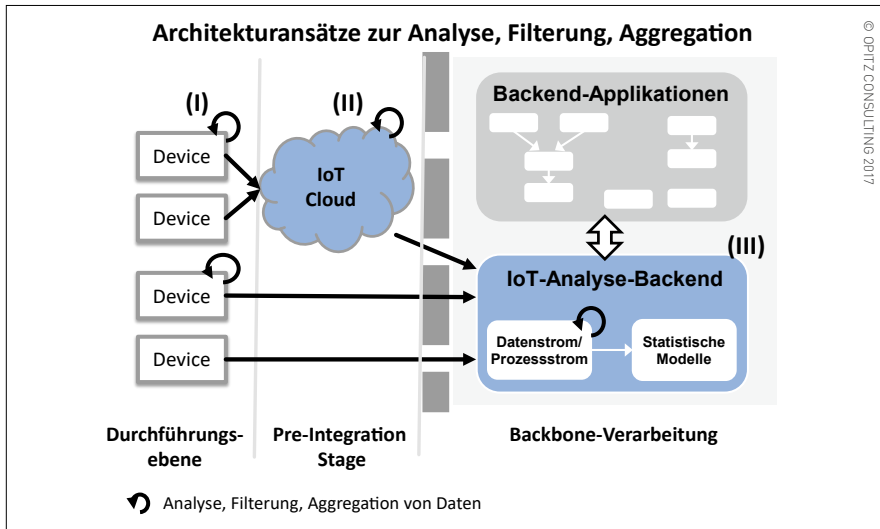 Architekturansätze zur Analyse, Filterung, Aggregation
© OPITZ CONSULTING 2017
(I)
(II)
Device
Device
Device
Device
IoT
Cloud
Backend-Applikationen
(III)
IoT-Analyse-Backend
Datenstrom/
Prozessstrom
Statistische
Modelle
Durchführungs-
ebene
Pre-Integration
Stage
Backbone-Verarbeitung
Analyse, Filterung, Aggregation von Daten